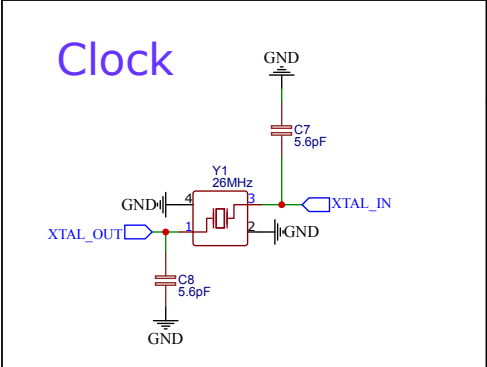 Clock
GND
C7
5.6pF
Y1
26MHz
GND 4 3 XTAL_IN
XTAL_OUT 1 2 GND
C8
5.6pF
GND